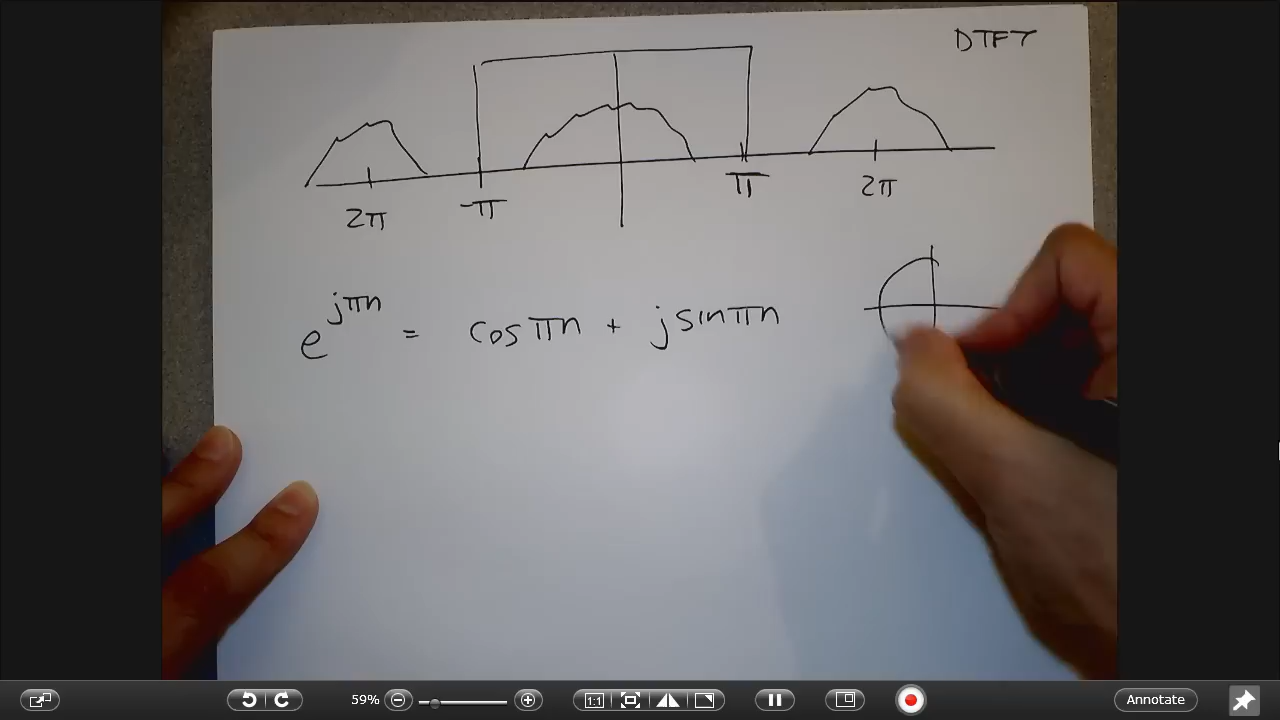 DTFT
2π -π π 2π
e^{jπn} = cos πn + j sin πn
59% 1:1 Annotate